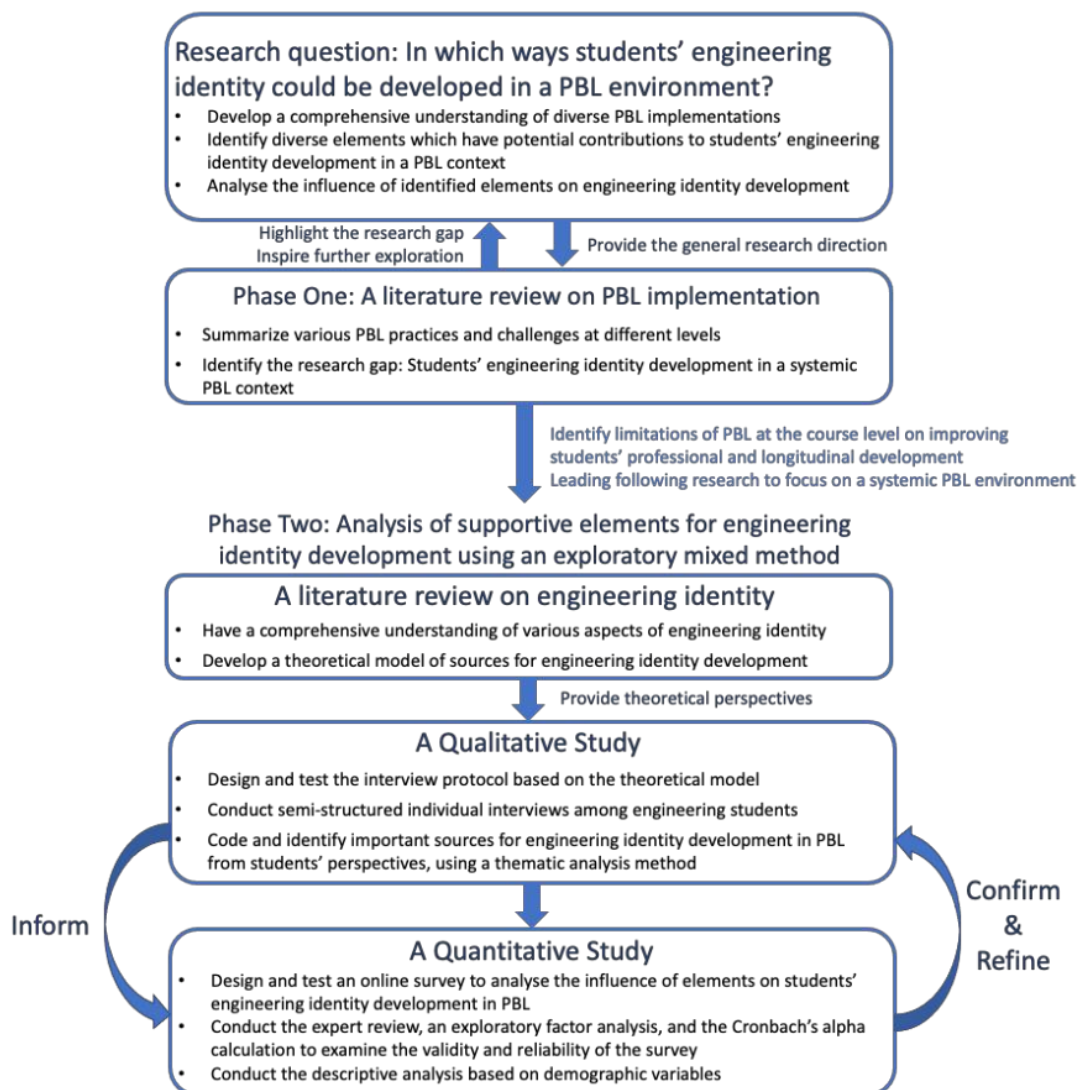 Research question: In which ways students’ engineering
identity could be developed in a PBL environment?
• Develop a comprehensive understanding of diverse PBL implementations
• Identify diverse elements which have potential contributions to students’ engineering
identity development in a PBL context
• Analyse the influence of identified elements on engineering identity development
Highlight the research gap
Inspire further exploration
Provide the general research direction
Phase One: A literature review on PBL implementation
• Summarize various PBL practices and challenges at different levels
• Identify the research gap: Students’ engineering identity development in a systemic
PBL context
Identify limitations of PBL at the course level on improving
students’ professional and longitudinal development
Leading following research to focus on a systemic PBL environment
Phase Two: Analysis of supportive elements for engineering
identity development using an exploratory mixed method
A literature review on engineering identity
• Have a comprehensive understanding of various aspects of engineering identity
• Develop a theoretical model of sources for engineering identity development
Provide theoretical perspectives
A Qualitative Study
• Design and test the interview protocol based on the theoretical model
• Conduct semi-structured individual interviews among engineering students
• Code and identify important sources for engineering identity development in PBL
from students’ perspectives, using a thematic analysis method
Inform
Confirm
&
Refine
A Quantitative Study
• Design and test an online survey to analyse the influence of elements on students’
engineering identity development in PBL
• Conduct the expert review, an exploratory factor analysis, and the Cronbach’s alpha
calculation to examine the validity and reliability of the survey
• Conduct the descriptive analysis based on demographic variables